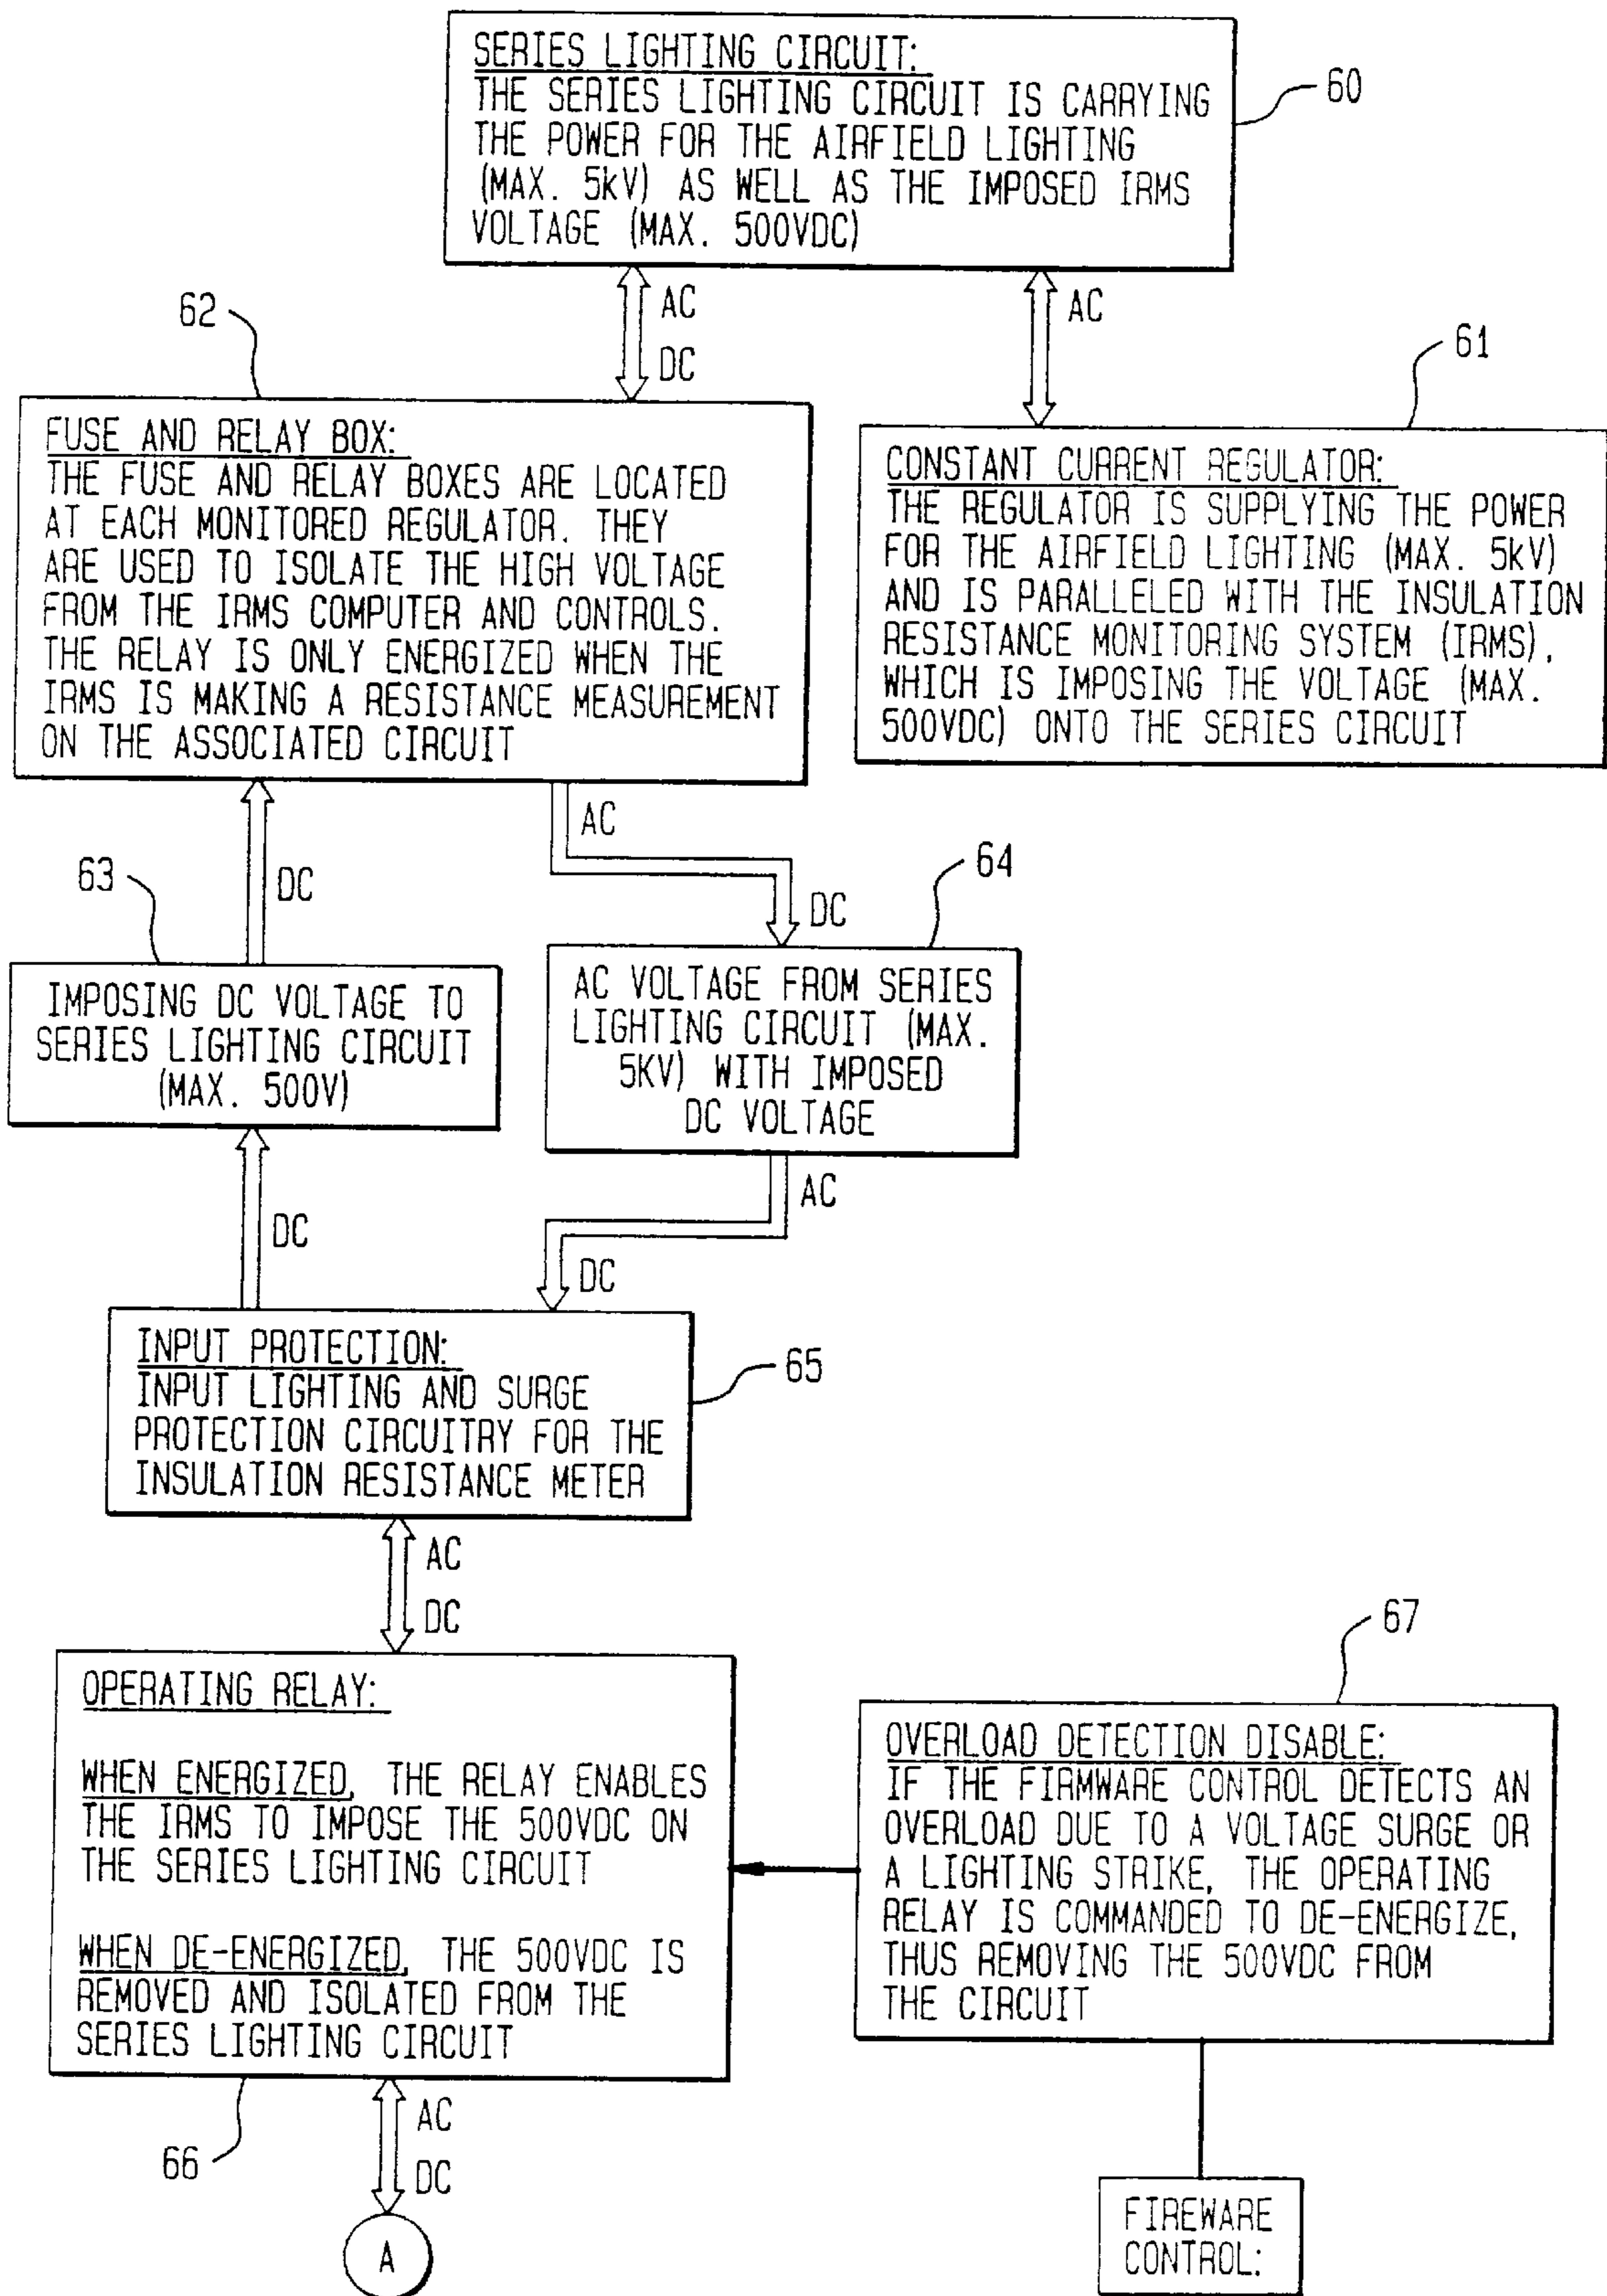 SERIES LIGHTING CIRCUIT:
THE SERIES LIGHTING CIRCUIT IS CARRYING
THE POWER FOR THE AIRFIELD LIGHTING
(MAX. 5kV) AS WELL AS THE IMPOSED IRMS
VOLTAGE (MAX. 500VDC)
60
AC
DC
AC
62
61
FUSE AND RELAY BOX:
THE FUSE AND RELAY BOXES ARE LOCATED
AT EACH MONITORED REGULATOR. THEY
ARE USED TO ISOLATE THE HIGH VOLTAGE
FROM THE IRMS COMPUTER AND CONTROLS.
THE RELAY IS ONLY ENERGIZED WHEN THE
IRMS IS MAKING A RESISTANCE MEASUREMENT
ON THE ASSOCIATED CIRCUIT
CONSTANT CURRENT REGULATOR:
THE REGULATOR IS SUPPLYING THE POWER
FOR THE AIRFIELD LIGHTING (MAX. 5kV)
AND IS PARALLELED WITH THE INSULATION
RESISTANCE MONITORING SYSTEM (IRMS),
WHICH IS IMPOSING THE VOLTAGE (MAX.
500VDC) ONTO THE SERIES CIRCUIT
AC
DC
63
DC
64
IMPOSING DC VOLTAGE TO
SERIES LIGHTING CIRCUIT
(MAX. 500V)
AC VOLTAGE FROM SERIES
LIGHTING CIRCUIT (MAX.
5KV) WITH IMPOSED
DC VOLTAGE
AC
DC
DC
INPUT PROTECTION:
INPUT LIGHTING AND SURGE
PROTECTION CIRCUITRY FOR THE
INSULATION RESISTANCE METER
65
AC
DC
67
OPERATING RELAY:
WHEN ENERGIZED, THE RELAY ENABLES
THE IRMS TO IMPOSE THE 500VDC ON
THE SERIES LIGHTING CIRCUIT
WHEN DE-ENERGIZED, THE 500VDC IS
REMOVED AND ISOLATED FROM THE
SERIES LIGHTING CIRCUIT
OVERLOAD DETECTION DISABLE:
IF THE FIRMWARE CONTROL DETECTS AN
OVERLOAD DUE TO A VOLTAGE SURGE OR
A LIGHTING STRIKE, THE OPERATING
RELAY IS COMMANDED TO DE-ENERGIZE,
THUS REMOVING THE 500VDC FROM
THE CIRCUIT
66
AC
DC
A
FIREWARE
CONTROL: